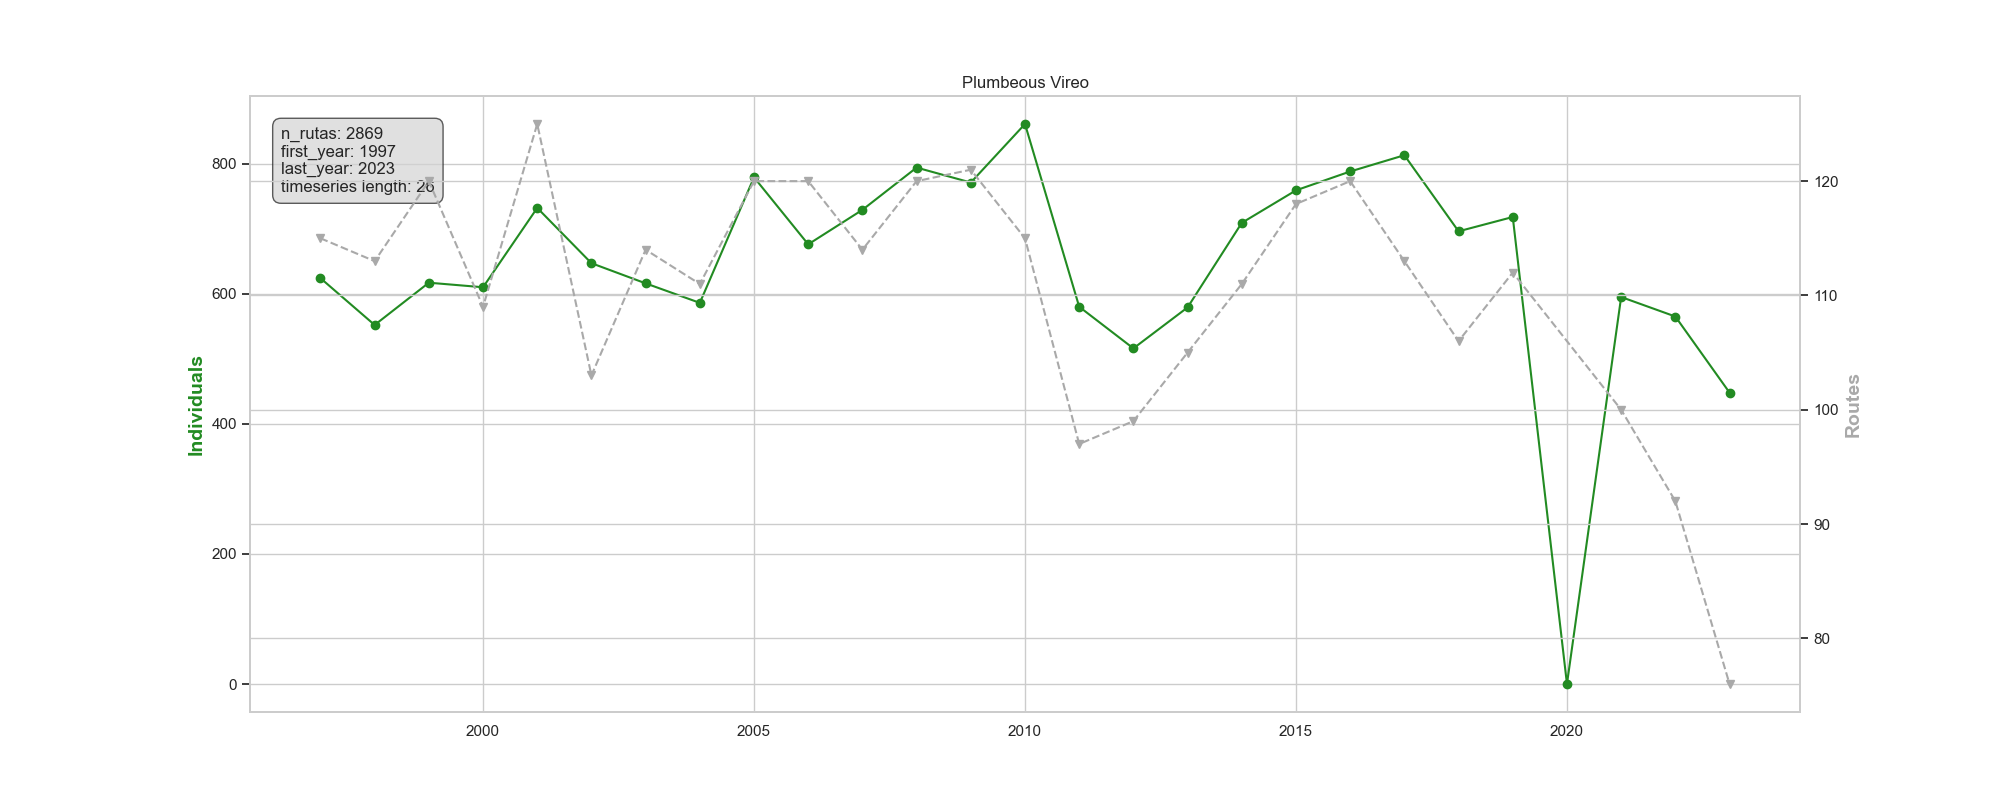 Plumbeous Vireo
n_rutas: 2869
first_year: 1997
last_year: 2023
timeseries length: 26
800
600
400
200
0
Individuals
120
110
100
90
80
Routes
2000
2005
2010
2015
2020